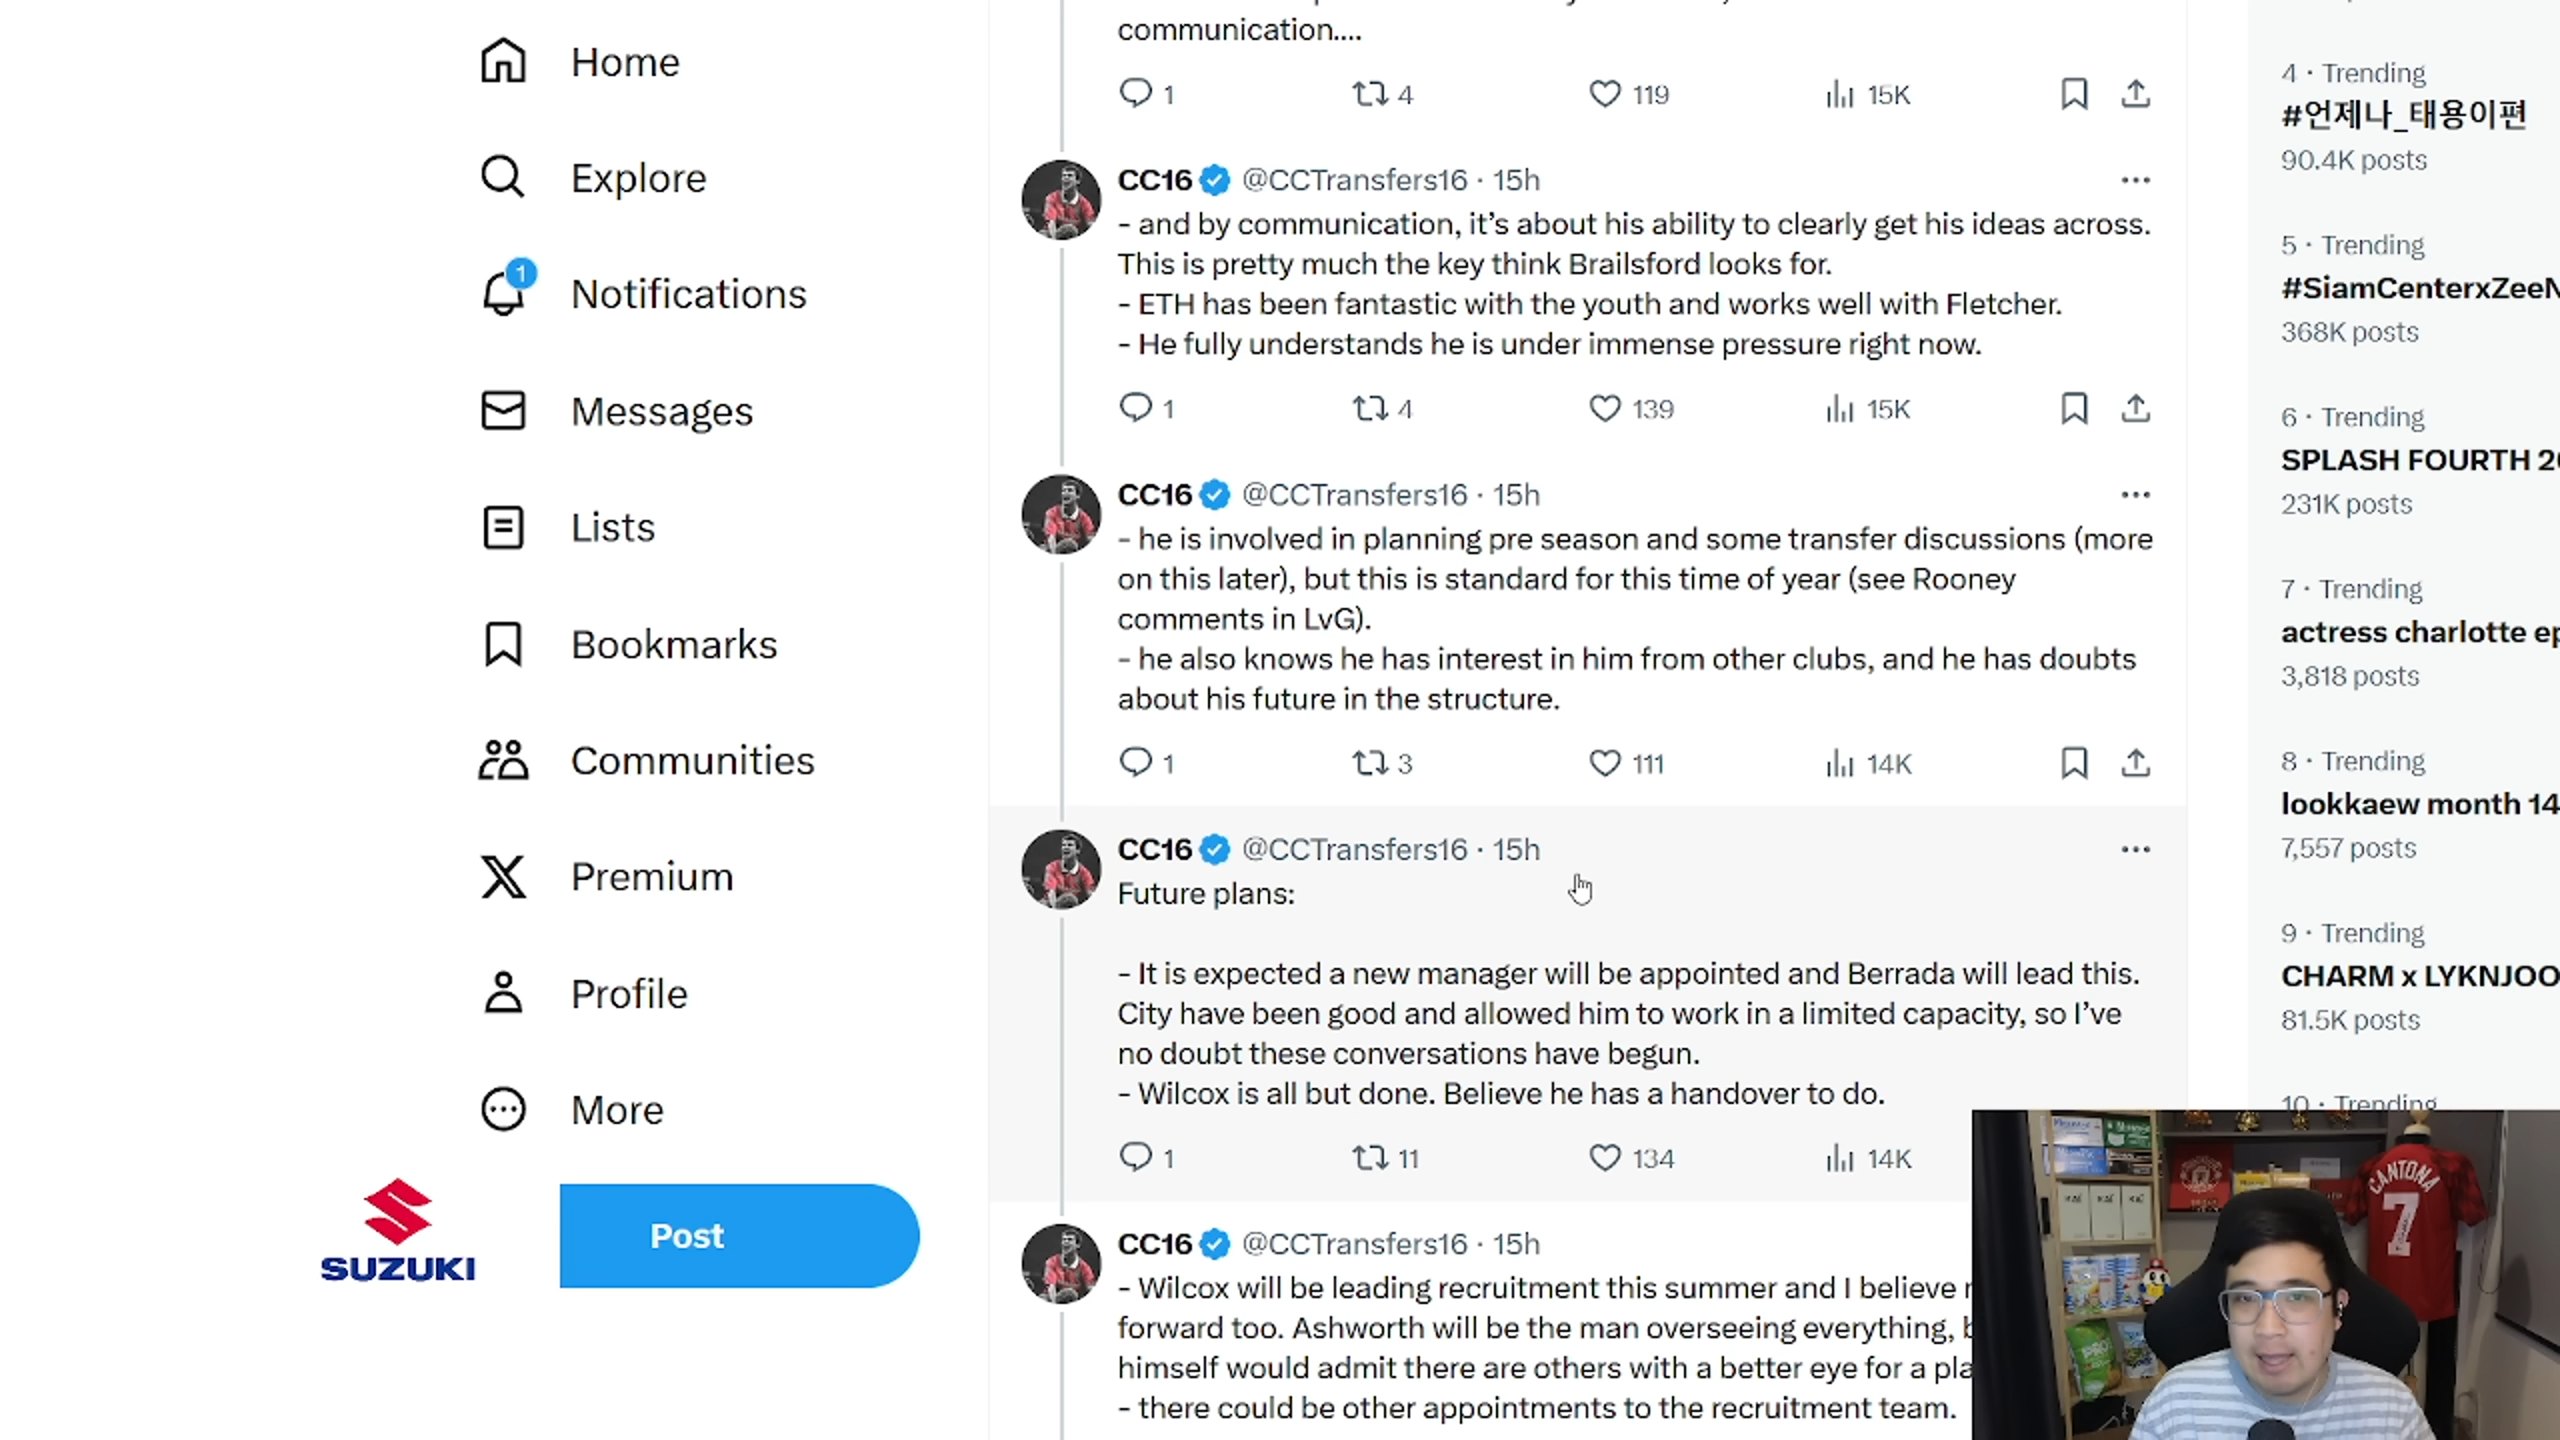 Home
Explore
1
Notifications
Messages
Lists
Bookmarks
Communities
Premium
Profile
More
Post
SUZUKI
communication....
1 4 119 15K
CC16 @CCTransfers16 · 15h
- and by communication, it’s about his ability to clearly get his ideas across.
This is pretty much the key think Brailsford looks for.
- ETH has been fantastic with the youth and works well with Fletcher.
- He fully understands he is under immense pressure right now.
1 4 139 15K
CC16 @CCTransfers16 · 15h
- he is involved in planning pre season and some transfer discussions (more
on this later), but this is standard for this time of year (see Rooney
comments in LvG).
- he also knows he has interest in him from other clubs, and he has doubts
about his future in the structure.
1 3 111 14K
CC16 @CCTransfers16 · 15h
Future plans:
- It is expected a new manager will be appointed and Berrada will lead this.
City have been good and allowed him to work in a limited capacity, so I’ve
no doubt these conversations have begun.
- Wilcox is all but done. Believe he has a handover to do.
1 11 134 14K
CC16 @CCTransfers16 · 15h
- Wilcox will be leading recruitment this summer and I believe
forward too. Ashworth will be the man overseeing everything,
himself would admit there are others with a better eye for a
- there could be other appointments to the recruitment team.
4 · Trending
#언제나_태용이편
90.4K posts
5 · Trending
#SiamCenterxZeeN
368K posts
6 · Trending
SPLASH FOURTH
231K posts
7 · Trending
actress charlotte
3,818 posts
8 · Trending
lookkaew month 14
7,557 posts
9 · Trending
CHARM x LYKNJOO
81.5K posts
10 · Trending
CANTONA
7